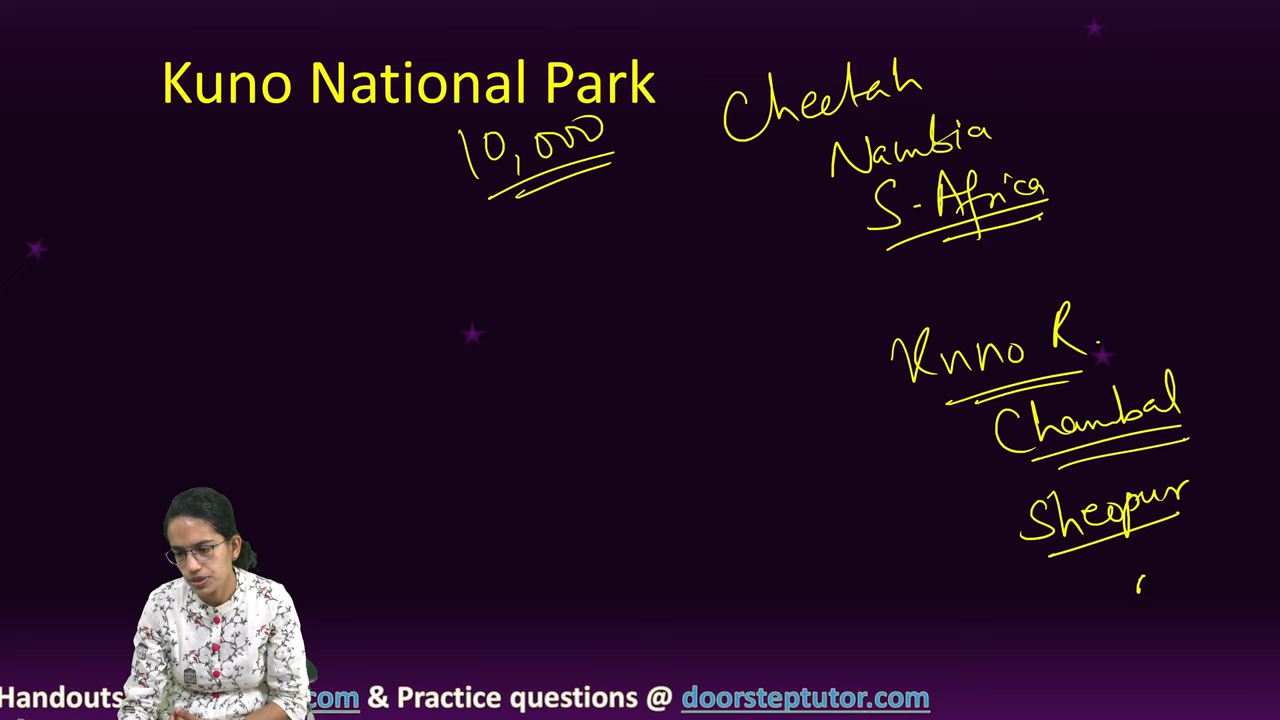 Kuno National Park
10,000
Cheetah
Nambia
S. Africa
Kuno R.
Chambal
Sheopur
Handouts .com & Practice questions @ doorsteptutor.com